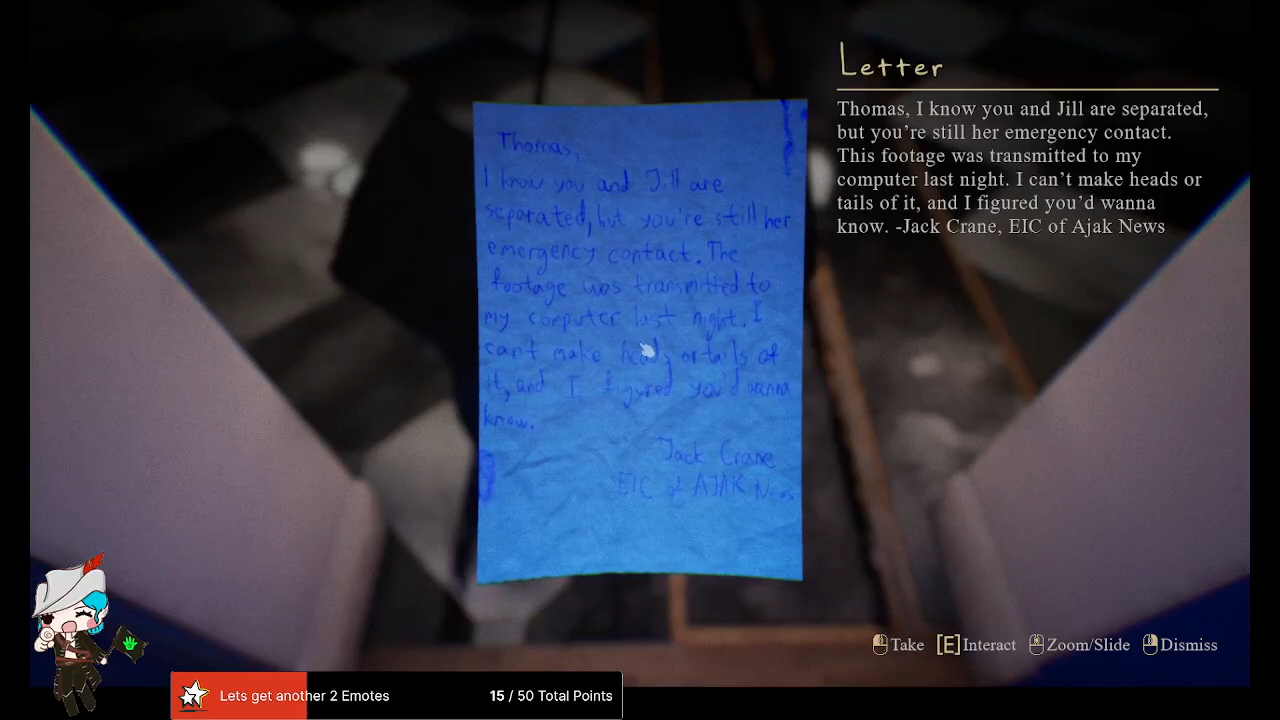 Letter
Thomas, I know you and Jill are separated,
but you're still her emergency contact.
This footage was transmitted to my
computer last night. I can't make heads or
tails of it, and I figured you'd wanna
know. -Jack Crane, EIC of Ajak News
Thomas,
I know you and Jill are
separated, but you're still her
emergency contact. The
footage was transmitted to
my computer last night. I
can't make heads or tails of
it, and I figured you'd wanna
know.
Jack Crane
EIC of AJAK News
Take [E]Interact Zoom/Slide Dismiss
Lets get another 2 Emotes 15 / 50 Total Points